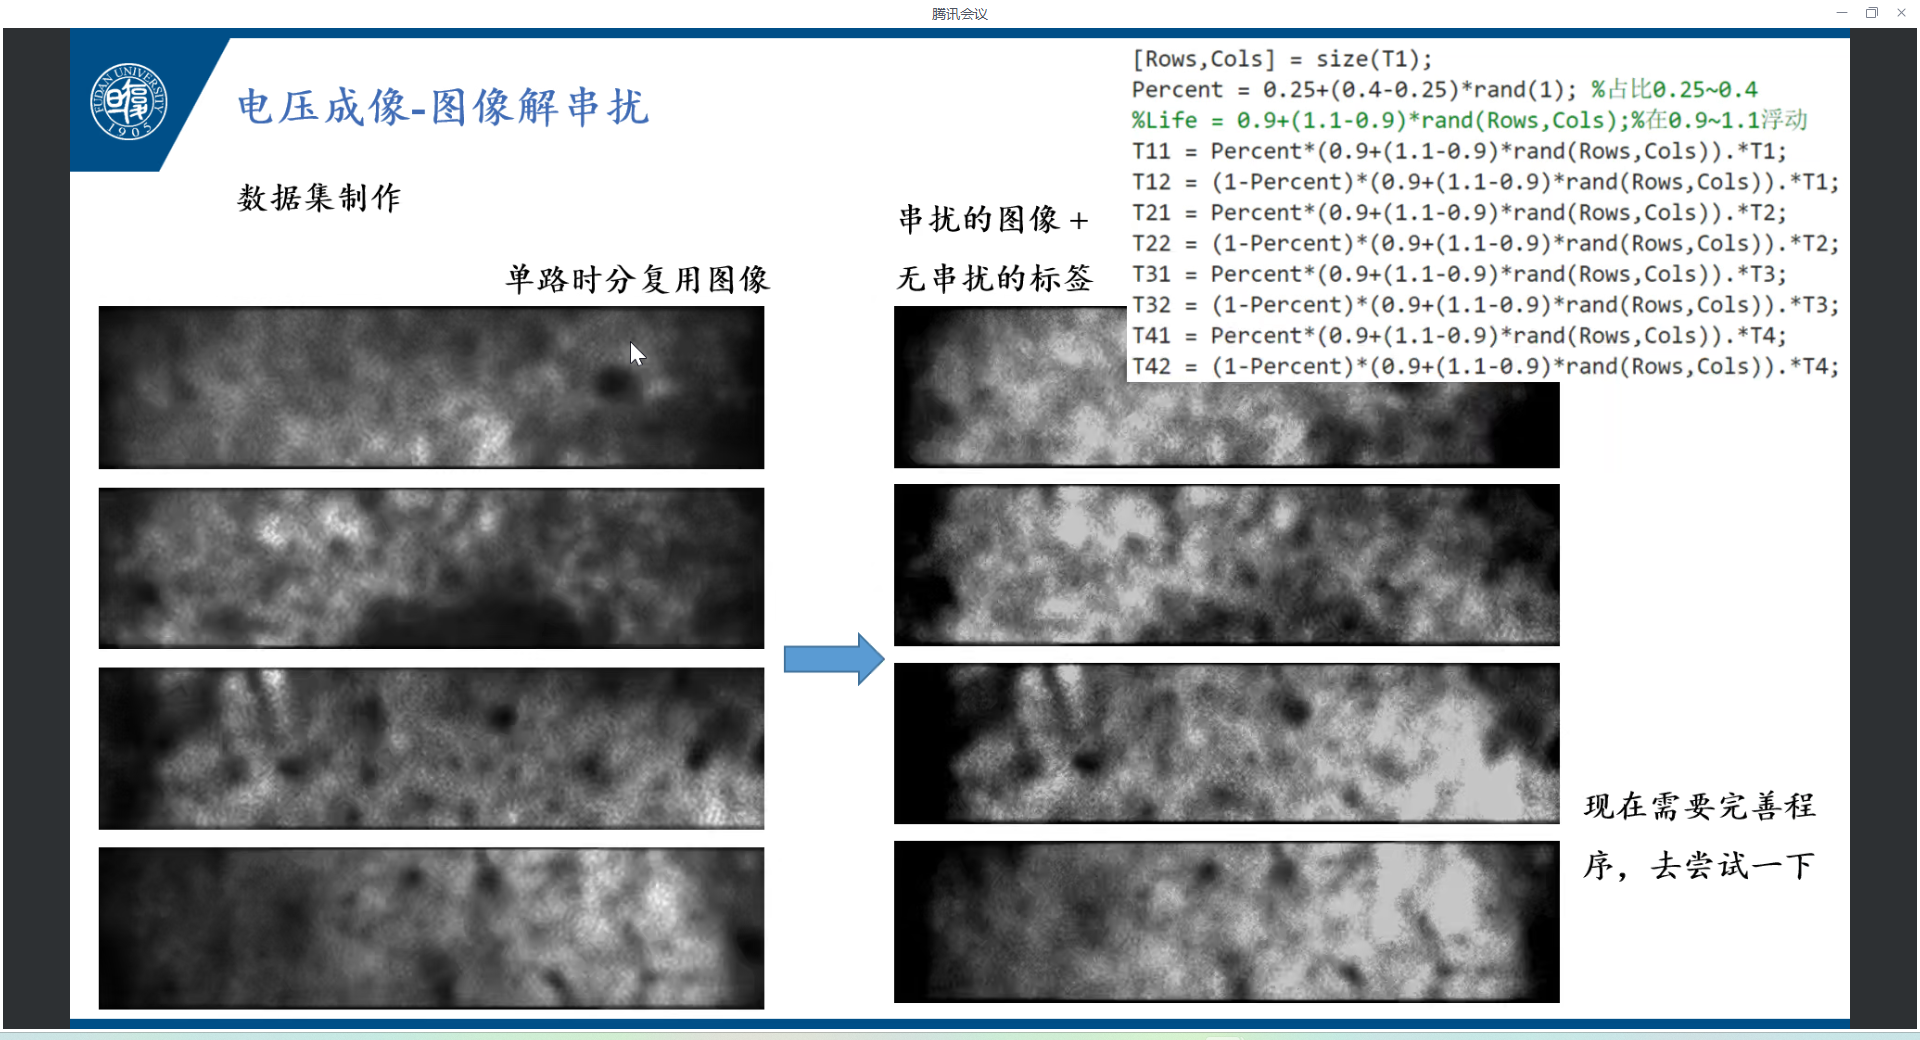 腾讯会议
FUDAN UNIVERSITY
1905
电压成像-图像解串扰
数据集制作
单路时分复用图像
串扰的图像 +
无串扰的标签
[Rows,Cols] = size(T1);
Percent = 0.25+(0.4-0.25)*rand(1); %占比0.25~0.4
%Life = 0.9+(1.1-0.9)*rand(Rows,Cols);%在0.9~1.1浮动
T11 = Percent*(0.9+(1.1-0.9)*rand(Rows,Cols)).*T1;
T12 = (1-Percent)*(0.9+(1.1-0.9)*rand(Rows,Cols)).*T1;
T21 = Percent*(0.9+(1.1-0.9)*rand(Rows,Cols)).*T2;
T22 = (1-Percent)*(0.9+(1.1-0.9)*rand(Rows,Cols)).*T2;
T31 = Percent*(0.9+(1.1-0.9)*rand(Rows,Cols)).*T3;
T32 = (1-Percent)*(0.9+(1.1-0.9)*rand(Rows,Cols)).*T3;
T41 = Percent*(0.9+(1.1-0.9)*rand(Rows,Cols)).*T4;
T42 = (1-Percent)*(0.9+(1.1-0.9)*rand(Rows,Cols)).*T4;
现在需要完善程
序，去尝试一下